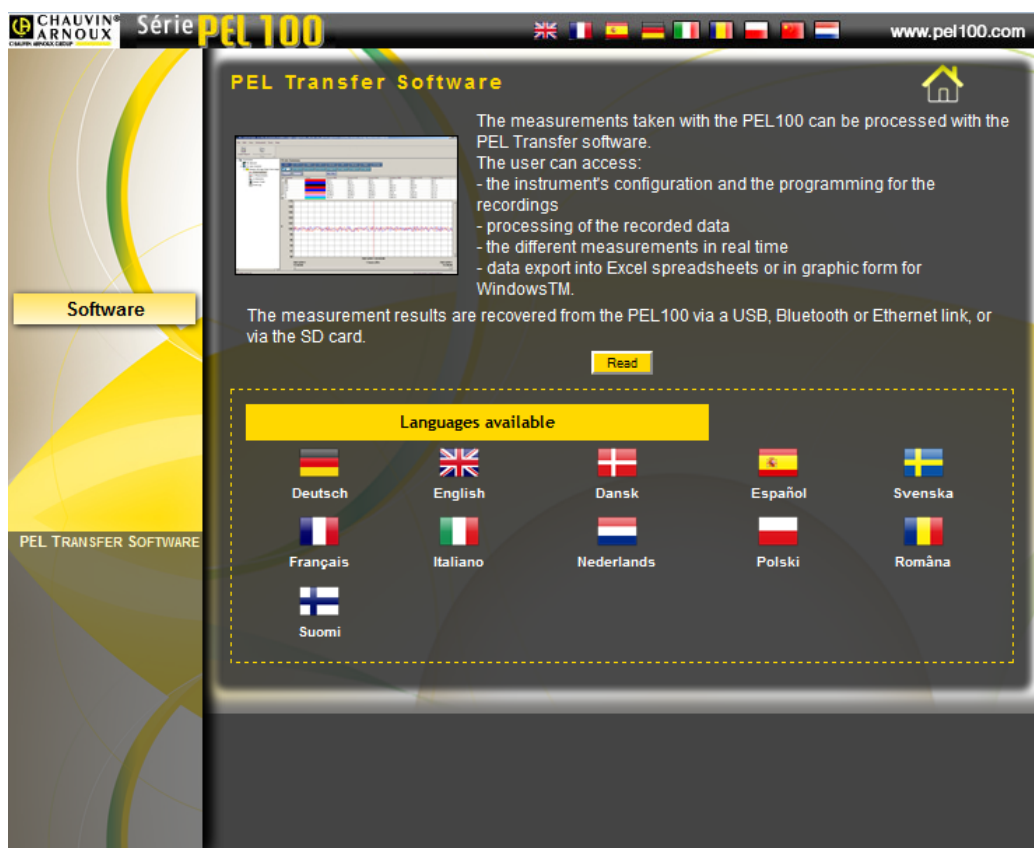 CHAUVIN®
ARNOUX
CHAUVIN ARNOUX GROUP
Série PEL 100
www.pel100.com
PEL Transfer Software
The measurements taken with the PEL100 can be processed with the
PEL Transfer software.
The user can access:
- the instrument's configuration and the programming for the
recordings
- processing of the recorded data
- the different measurements in real time
- data export into Excel spreadsheets or in graphic form for
WindowsTM.
Software
The measurement results are recovered from the PEL100 via a USB, Bluetooth or Ethernet link, or
via the SD card.
Read
Languages available
Deutsch English Dansk Español Svenska
PEL TRANSFER SOFTWARE
Français Italiano Nederlands Polski Româna
Suomi